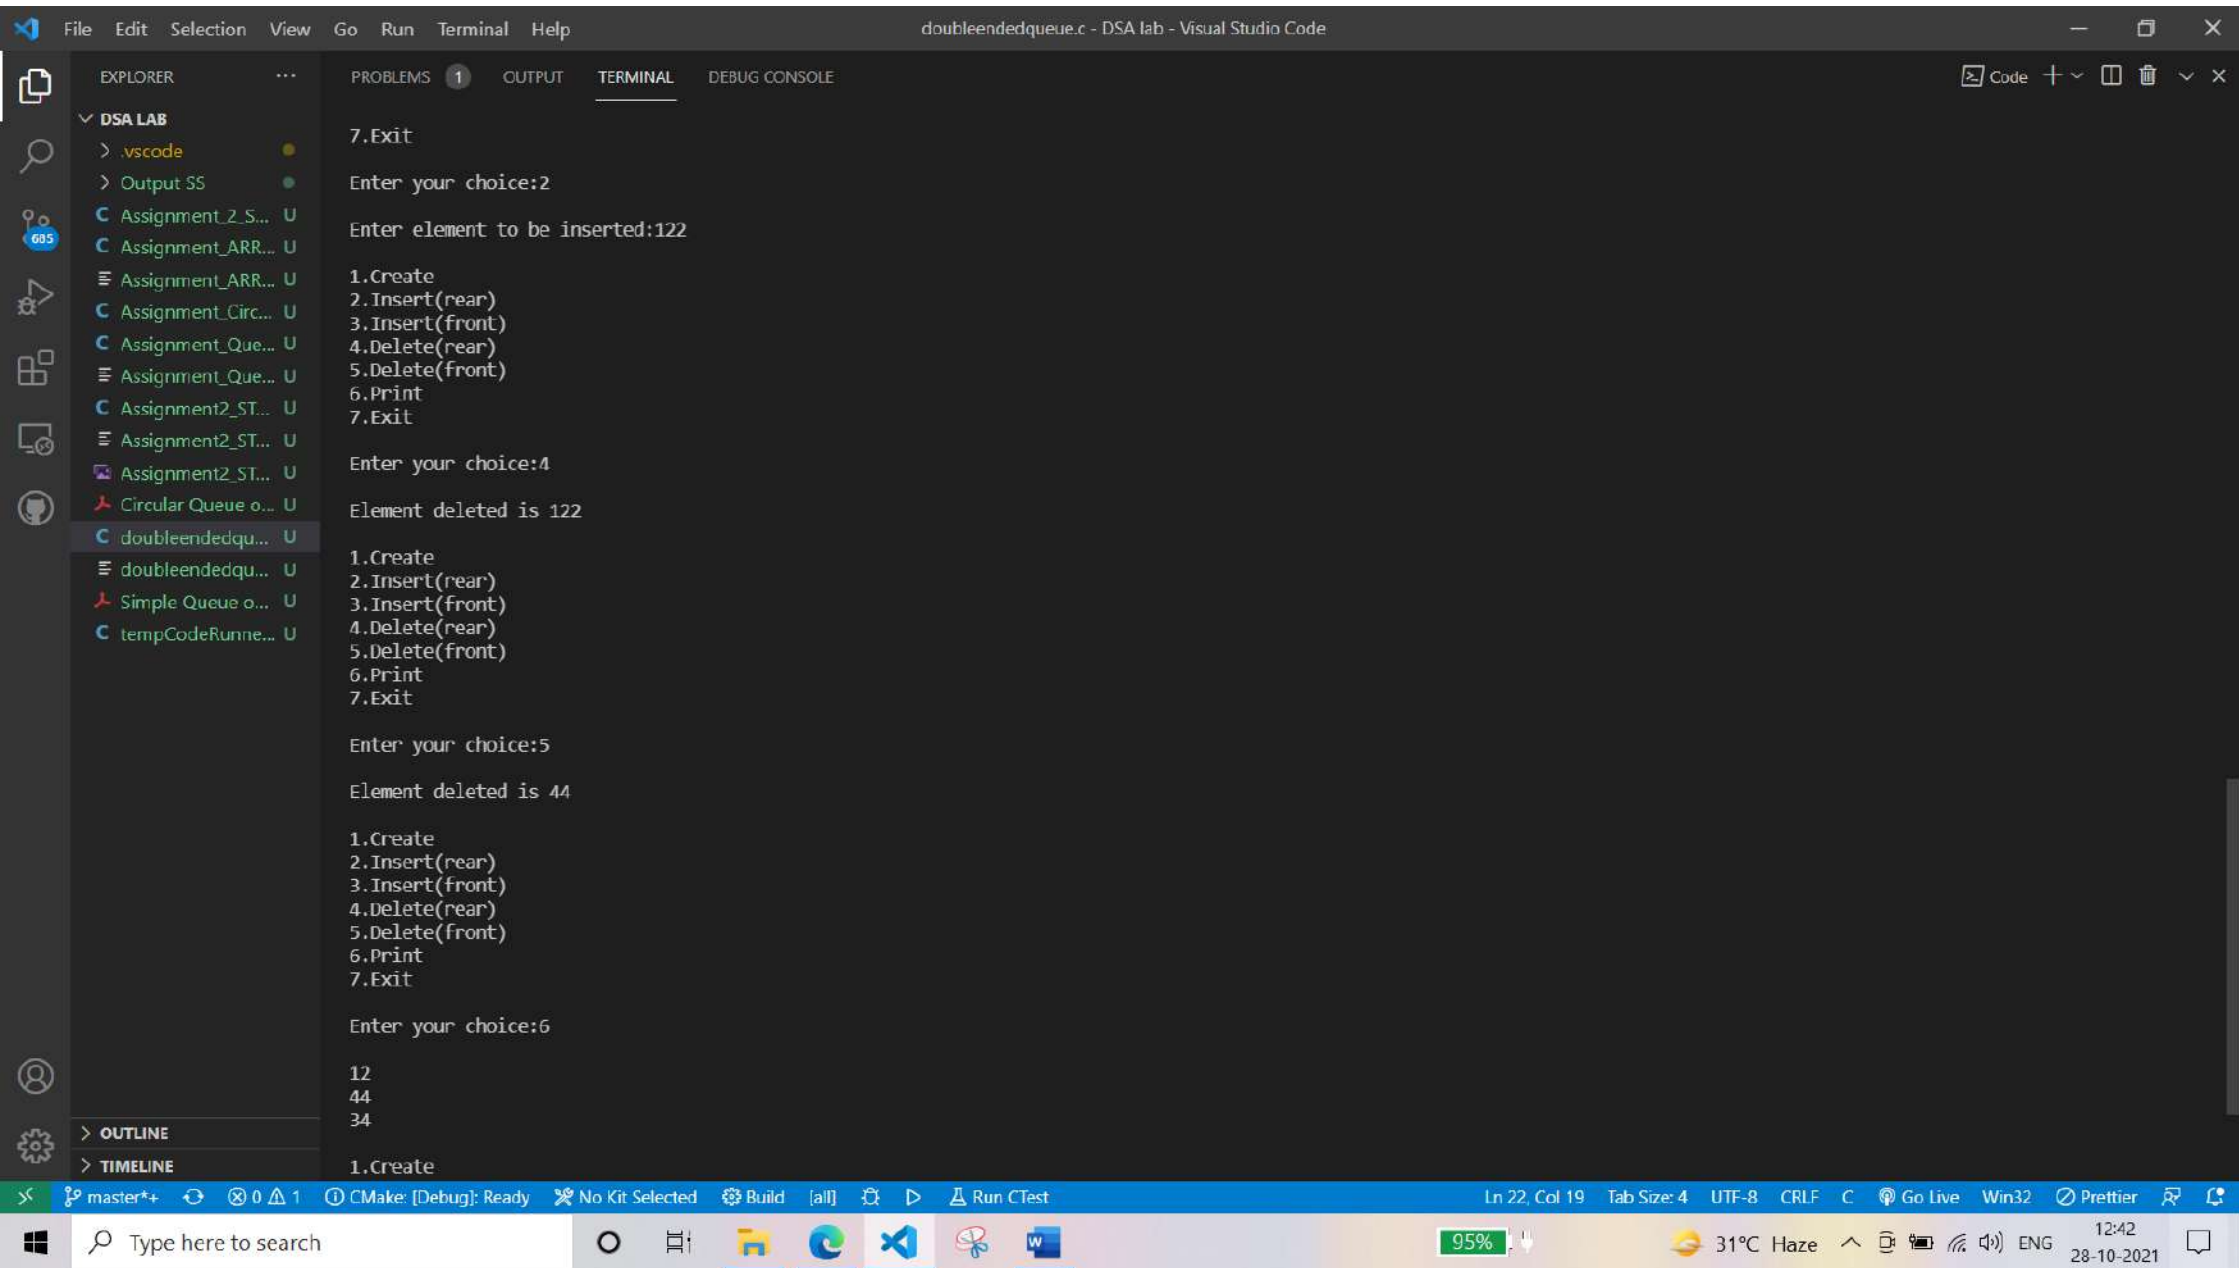 File Edit Selection View Go Run Terminal Help
doubleendedqueue.c - DSA lab - Visual Studio Code
EXPLORER
DSA LAB
.vscode
Output SS
Assignment_2_S... U
Assignment_ARR... U
Assignment_ARR... U
Assignment_Circ... U
Assignment_Que... U
Assignment_Que... U
Assignment2_ST... U
Assignment2_ST... U
Assignment2_ST... U
Circular Queue o... U
doubleendedqu... U
doubleendedqu... U
Simple Queue o... U
tempCodeRunne... U
OUTLINE
TIMELINE
685
PROBLEMS 1 OUTPUT TERMINAL DEBUG CONSOLE
Code
7.Exit
Enter your choice:2
Enter element to be inserted:122
1.Create
2.Insert(rear)
3.Insert(front)
4.Delete(rear)
5.Delete(front)
6.Print
7.Exit
Enter your choice:4
Element deleted is 122
1.Create
2.Insert(rear)
3.Insert(front)
4.Delete(rear)
5.Delete(front)
6.Print
7.Exit
Enter your choice:5
Element deleted is 44
1.Create
2.Insert(rear)
3.Insert(front)
4.Delete(rear)
5.Delete(front)
6.Print
7.Exit
Enter your choice:6
12
44
34
1.Create
master*+ 0 1 CMake: [Debug]: Ready No Kit Selected Build [all] Run CTest Ln 22, Col 19 Tab Size: 4 UTF-8 CRLF C Go Live Win32 Prettier
Type here to search
95%
31°C Haze
ENG
12:42
28-10-2021